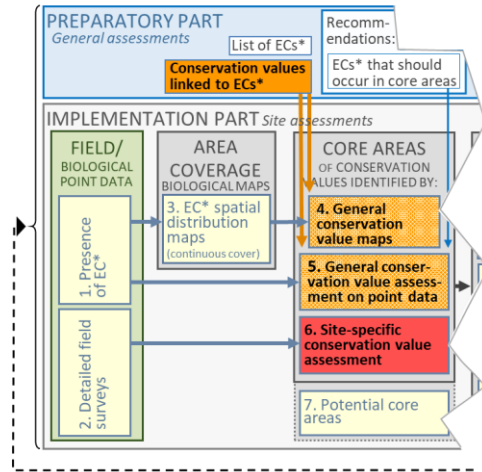 PREPARATORY PART
General assessments
List of ECs*
Conservation values
linked to ECs*
Recomm-
endations:
ECs* that should
occur in core areas
IMPLEMENTATION PART Site assessments
FIELD/
BIOLOGICAL
POINT DATA
1. Presence
of EC*
2. Detailed field
surveys
AREA
COVERAGE
BIOLOGICAL MAPS
3. EC* spatial
distribution
maps
(continuous cover)
CORE AREAS
OF CONSERVATION
VALUES IDENTIFIED BY:
4. General
conservation
value maps
5. General conser-
vation value assess-
ment on point data
6. Site-specific
conservation value
assessment
7. Potential core
areas